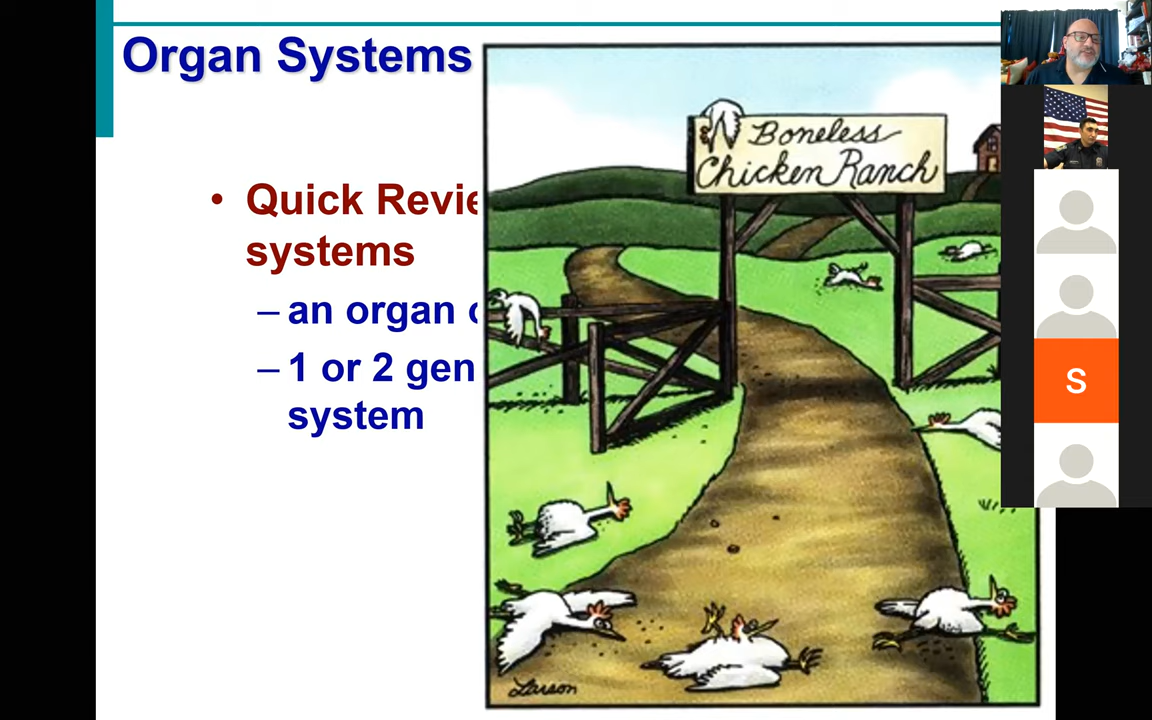 Organ Systems
• Quick Revie
systems
– an organ
– 1 or 2 gen
system
Boneless
Chicken Ranch
Larson
S